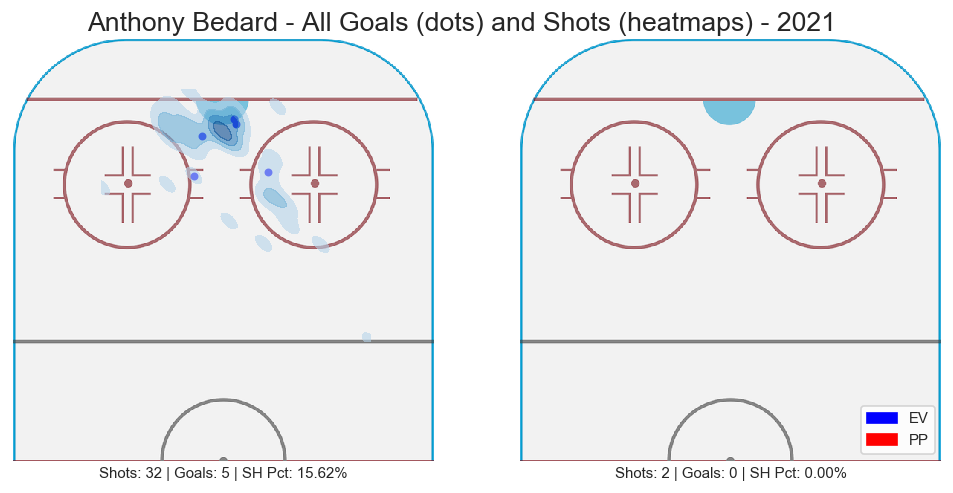 Anthony Bedard - All Goals (dots) and Shots (heatmaps) - 2021
EV
PP
Shots: 32 | Goals: 5 | SH Pct: 15.62%
Shots: 2 | Goals: 0 | SH Pct: 0.00%